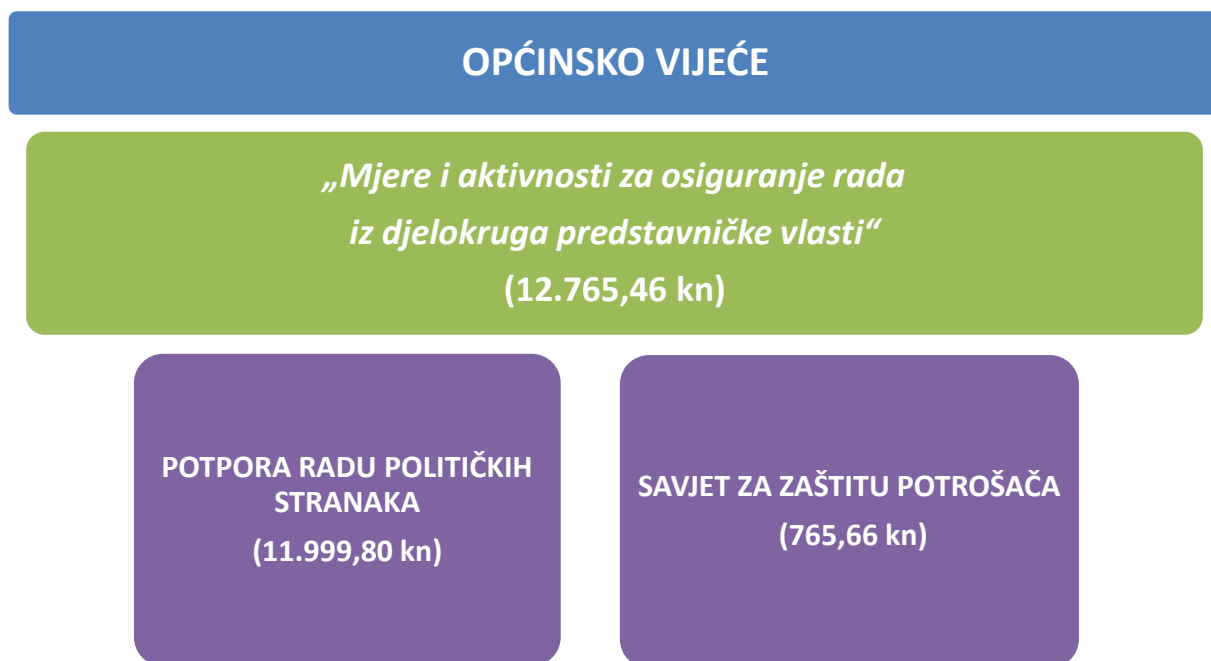 OPĆINSKO VIJEĆE
„Mjere i aktivnosti za osiguranje rada
iz djelokruga predstavničke vlasti“
(12.765,46 kn)
POTPORA RADU POLITIČKIH
STRANAKA
(11.999,80 kn)
SAVJET ZA ZAŠTITU POTROŠAČA
(765,66 kn)